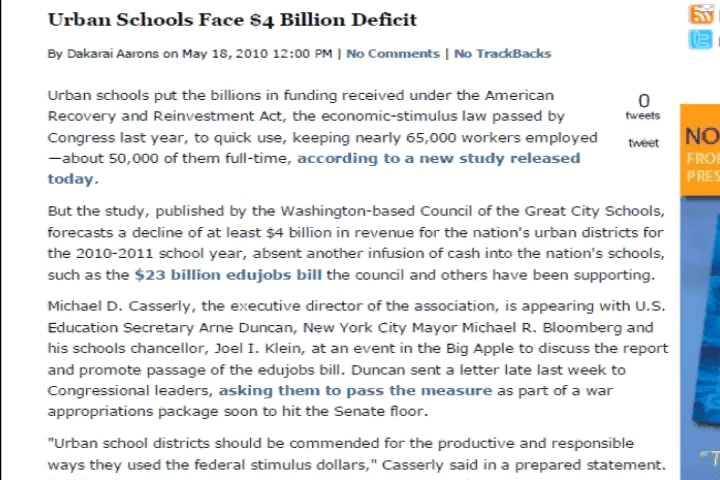 Urban Schools Face $4 Billion Deficit
By Dakarai Aarons on May 18, 2010 12:00 PM | No Comments | No TrackBacks
Urban schools put the billions in funding received under the American
Recovery and Reinvestment Act, the economic-stimulus law passed by
Congress last year, to quick use, keeping nearly 65,000 workers employed
—about 50,000 of them full-time, according to a new study released
today.
0
tweets
tweet
But the study, published by the Washington-based Council of the Great City Schools,
forecasts a decline of at least $4 billion in revenue for the nation's urban districts for
the 2010-2011 school year, absent another infusion of cash into the nation's schools,
such as the $23 billion edujobs bill the council and others have been supporting.
Michael D. Casserly, the executive director of the association, is appearing with U.S.
Education Secretary Arne Duncan, New York City Mayor Michael R. Bloomberg and
his schools chancellor, Joel I. Klein, at an event in the Big Apple to discuss the report
and promote passage of the edujobs bill. Duncan sent a letter late last week to
Congressional leaders, asking them to pass the measure as part of a war
appropriations package soon to hit the Senate floor.
"Urban school districts should be commended for the productive and responsible
ways they used the federal stimulus dollars," Casserly said in a prepared statement.
NO
FRO
PRES